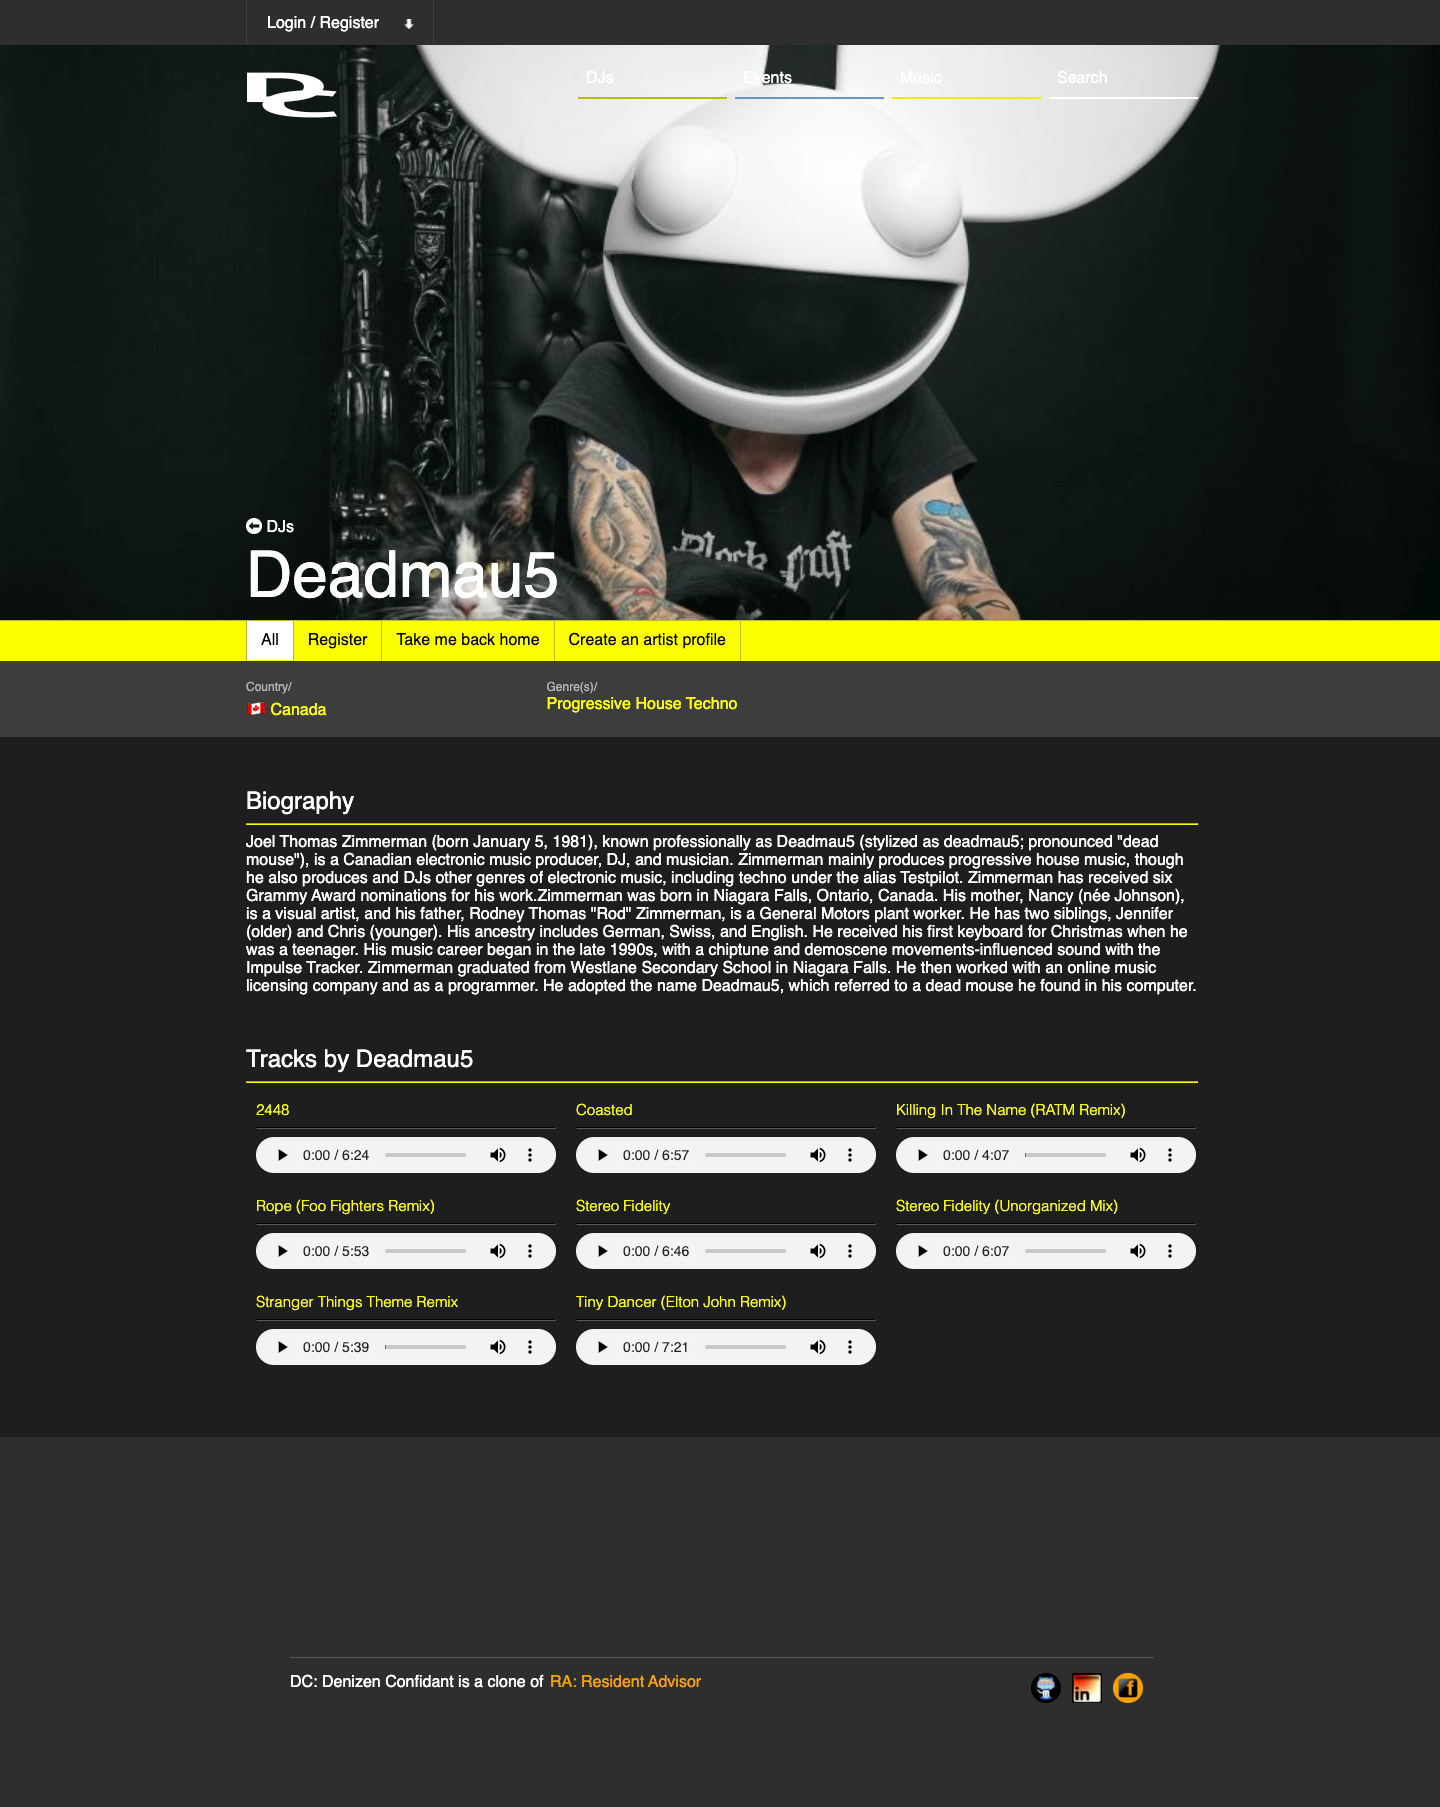 Login / Register
DC
DJs
Events
Music
Search
Block Craft
DJs
Deadmau5
All
Register
Take me back home
Create an artist profile
Country/
Genre(s)/
Canada
Progressive House Techno
Biography
Joel Thomas Zimmerman (born January 5, 1981), known professionally as Deadmau5 (stylized as deadmau5; pronounced "dead
mouse"), is a Canadian electronic music producer, DJ, and musician. Zimmerman mainly produces progressive house music, though
he also produces and DJs other genres of electronic music, including techno under the alias Testpilot. Zimmerman has received six
Grammy Award nominations for his work.Zimmerman was born in Niagara Falls, Ontario, Canada. His mother, Nancy (née Johnson),
is a visual artist, and his father, Rodney Thomas "Rod" Zimmerman, is a General Motors plant worker. He has two siblings, Jennifer
(older) and Chris (younger). His ancestry includes German, Swiss, and English. He received his first keyboard for Christmas when he
was a teenager. His music career began in the late 1990s, with a chiptune and demoscene movements-influenced sound with the
Impulse Tracker. Zimmerman graduated from Westlane Secondary School in Niagara Falls. He then worked with an online music
licensing company and as a programmer. He adopted the name Deadmau5, which referred to a dead mouse he found in his computer.
Tracks by Deadmau5
2448
Coasted
Killing In The Name (RATM Remix)
0:00 / 6:24
0:00 / 6:57
0:00 / 4:07
Rope (Foo Fighters Remix)
Stereo Fidelity
Stereo Fidelity (Unorganized Mix)
0:00 / 5:53
0:00 / 6:46
0:00 / 6:07
Stranger Things Theme Remix
Tiny Dancer (Elton John Remix)
0:00 / 5:39
0:00 / 7:21
DC: Denizen Confidant is a clone of RA: Resident Advisor
in
f